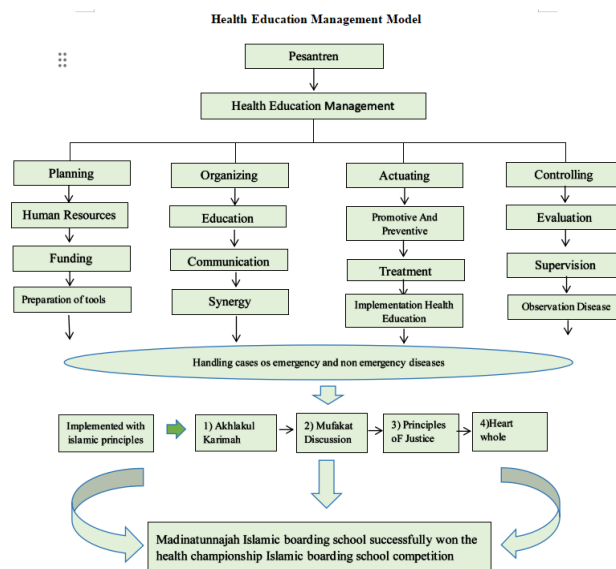 Health Education Management Model
Pesantren
Health Education Management
Planning
Organizing
Actuating
Controlling
Human Resources
Education
Promotive And
Preventive
Evaluation
Funding
Communication
Treatment
Supervision
Preparation of tools
Synergy
Implementation Health
Education
Observation Disease
Handling cases os emergency and non emergency diseases
Implemented with
islamic principles
1) Akhlakul
Karimah
2) Mufakat
Discussion
3) Principles
oF Justice
4)Heart
whole
Madinatunnajah Islamic boarding school successfully won the
health championship Islamic boarding school competition